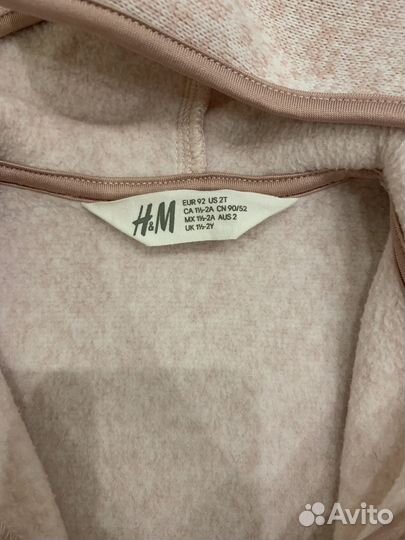 H&M
EUR 92 US 2T
CA 1½-2A CN 90/52
MX 1½-2A AUS 2
UK 1½-2Y
Avito